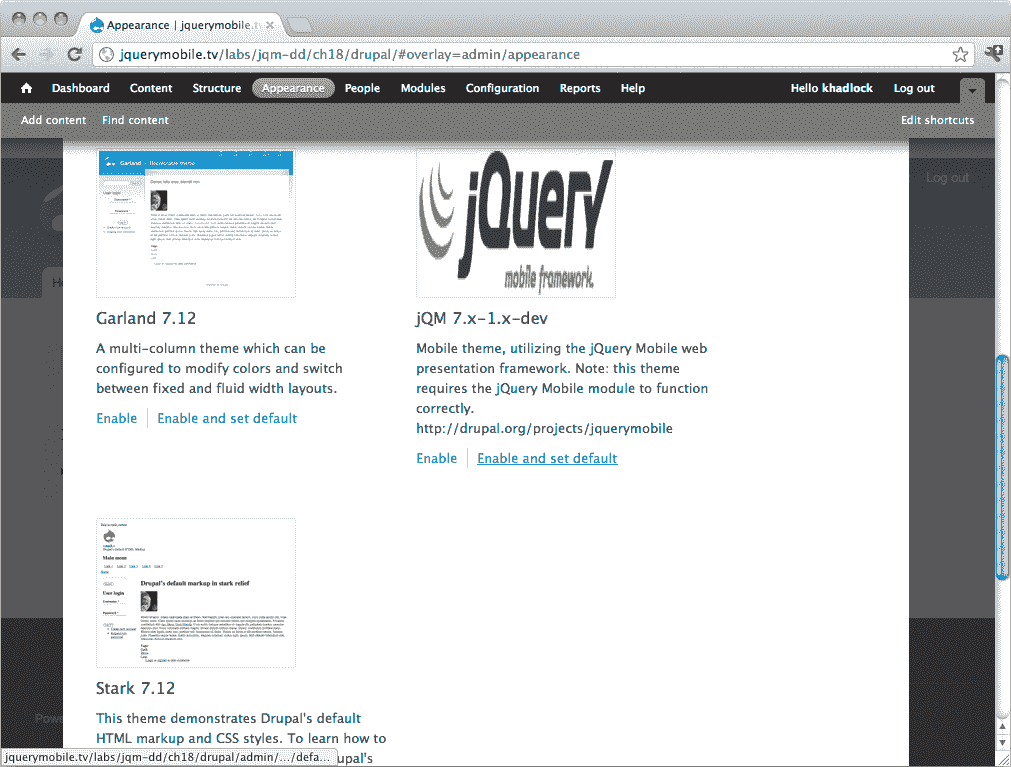 Appearance | jquerymobile.tv
jquerymobile.tv/labs/jqm-dd/ch18/drupal/#overlay=admin/appearance
Dashboard Content Structure Appearance People Modules Configuration Reports Help Hello khadlock Log out
Add content Find content Edit shortcuts
Log out
Garland
jQuery
mobile framework.
Garland 7.12
A multi-column theme which can be
configured to modify colors and switch
between fixed and fluid width layouts.
Enable Enable and set default
jQM 7.x-1.x-dev
Mobile theme, utilizing the jQuery Mobile web
presentation framework. Note: this theme
requires the jQuery Mobile module to function
correctly.
http://drupal.org/projects/jquerymobile
Enable Enable and set default
Main menu
Drupal's default markup in stark relief
User login
Stark 7.12
This theme demonstrates Drupal's default
HTML markup and CSS styles. To learn how to
upal's
Powe
jquerymobile.tv/labs/jqm-dd/ch18/drupal/admin/.../defa...